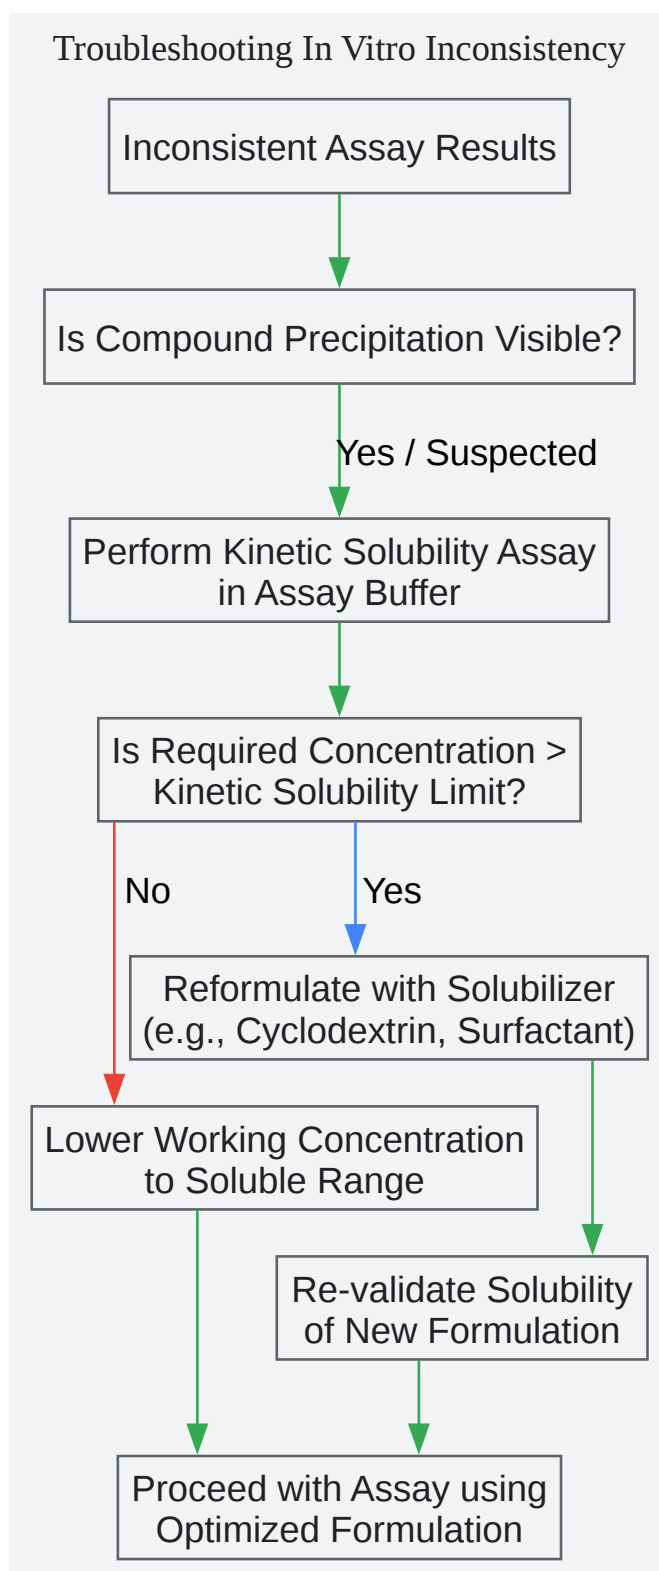 Troubleshooting In Vitro Inconsistency
Inconsistent Assay Results
Is Compound Precipitation Visible?
Yes / Suspected
Perform Kinetic Solubility Assay
in Assay Buffer
Is Required Concentration >
Kinetic Solubility Limit?
No
Yes
Reformulate with Solubilizer
(e.g., Cyclodextrin, Surfactant)
Lower Working Concentration
to Soluble Range
Re-validate Solubility
of New Formulation
Proceed with Assay using
Optimized Formulation